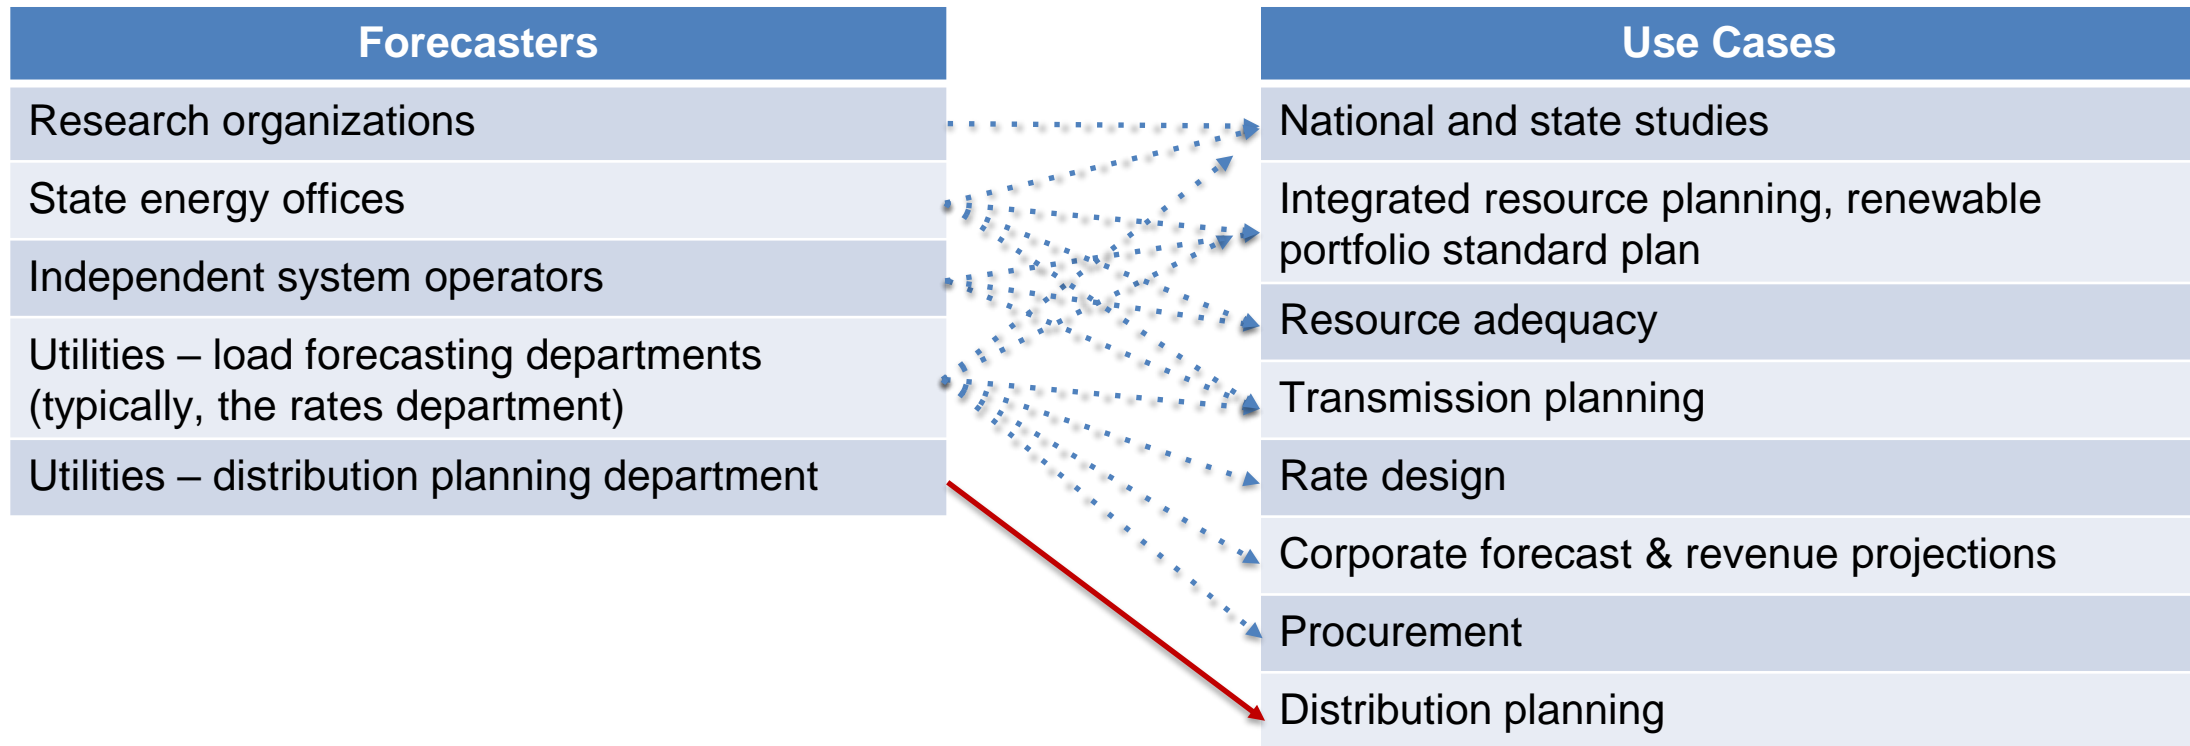 Forecasters
Research organizations
State energy offices
Independent system operators
Utilities – load forecasting departments
(typically, the rates department)
Utilities – distribution planning department
Use Cases
National and state studies
Integrated resource planning, renewable
portfolio standard plan
Resource adequacy
Transmission planning
Rate design
Corporate forecast & revenue projections
Procurement
Distribution planning